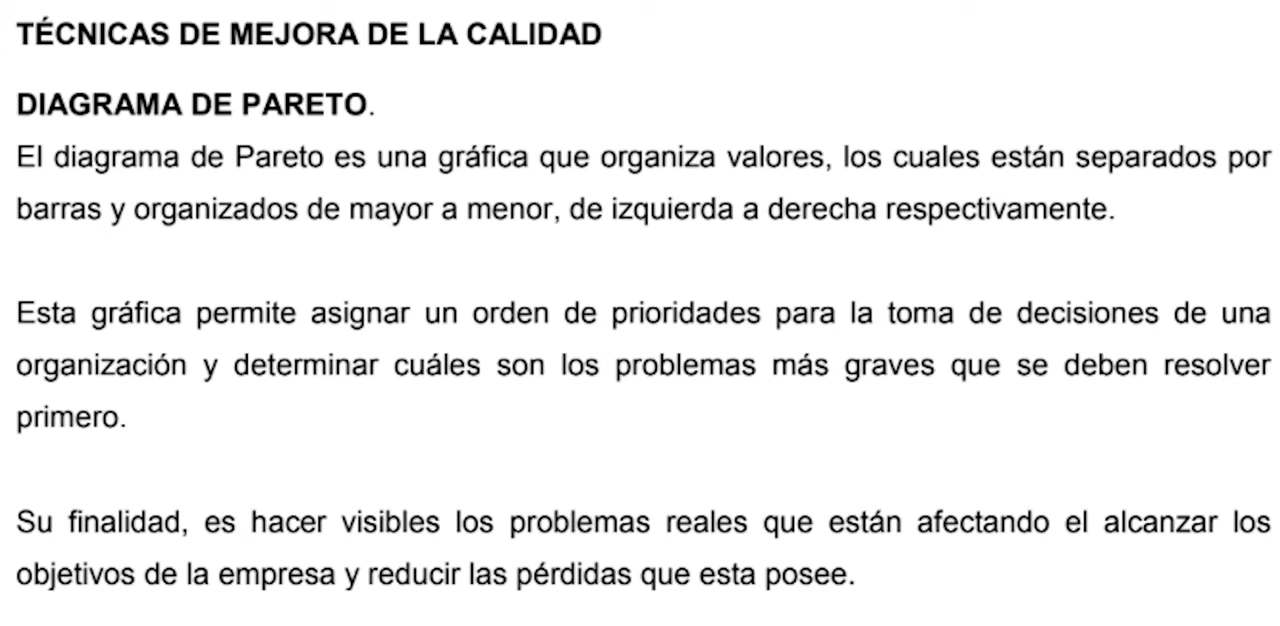 TÉCNICAS DE MEJORA DE LA CALIDAD
DIAGRAMA DE PARETO.
El diagrama de Pareto es una gráfica que organiza valores, los cuales están separados por
barras y organizados de mayor a menor, de izquierda a derecha respectivamente.
Esta gráfica permite asignar un orden de prioridades para la toma de decisiones de una
organización y determinar cuáles son los problemas más graves que se deben resolver
primero.
Su finalidad, es hacer visibles los problemas reales que están afectando el alcanzar los
objetivos de la empresa y reducir las pérdidas que esta posee.